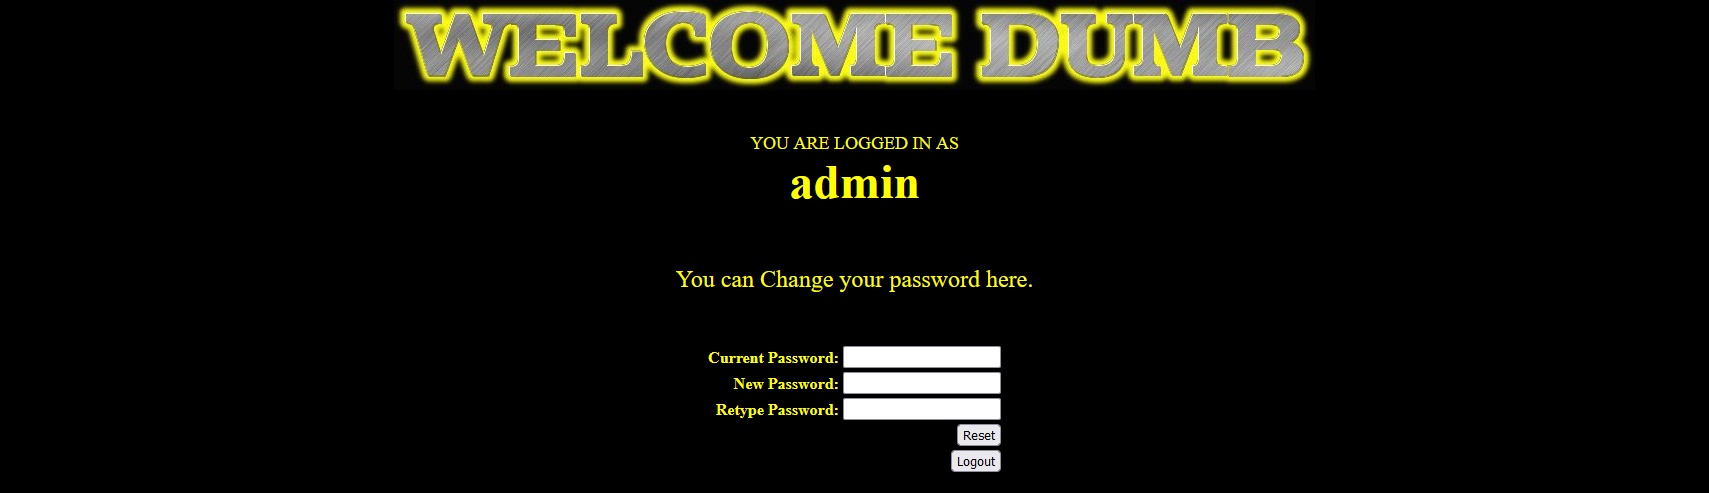 WELCOME DUMB
YOU ARE LOGGED IN AS
admin
You can Change your password here.
Current Password:
New Password:
Retype Password:
Reset
Logout